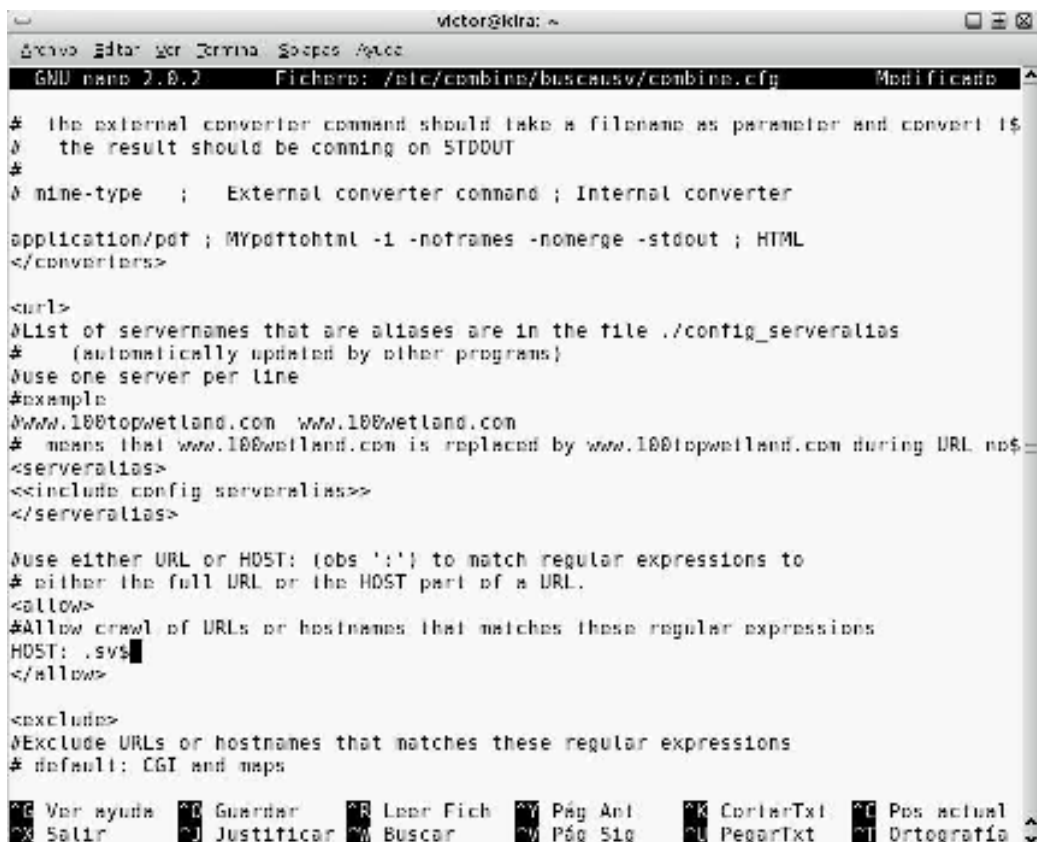 victor@kira: ~
Archivo Editar Ver Terminal Solapas Ayuda
GNU nano 2.0.2 Fichero: /etc/combine/buscausv/combine.cfg Modificado
# the external converter command should take a filename as parameter and convert t$
# the result should be comming on STDOUT
#
# mime-type ; External converter command ; Internal converter
application/pdf ; MYpdftohtml -i -noframes -nomerge -stdout ; HTML
</converters>
<url>
#List of servernames that are aliases are in the file ./config_serveralias
# (automatically updated by other programs)
#use one server per line
#example
#www.100topwetland.com www.100wetland.com
# means that www.100wetland.com is replaced by www.100topwetland.com during URL no$
<serveralias>
<<include config_serveralias>>
</serveralias>
#use either URL or HOST: (obs ':') to match regular expressions to
# either the full URL or the HOST part of a URL.
<allow>
#Allow crawl of URLs or hostnames that matches these regular expressions
HOST: .sv$
</allow>
<exclude>
#Exclude URLs or hostnames that matches these regular expressions
# default: CGI and maps
^G Ver ayuda ^O Guardar ^R Leer Fich ^Y Pág Ant ^K CortarTxt ^C Pos actual
^X Salir ^J Justificar ^W Buscar ^V Pág Sig ^U PegarTxt ^T Ortografía